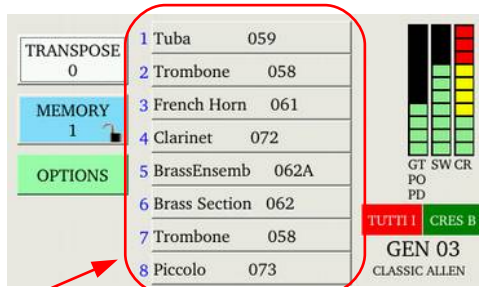 TRANSPOSE
0
MEMORY
1
OPTIONS
1 Tuba 059
2 Trombone 058
3 French Horn 061
4 Clarinet 072
5 BrassEnsemb 062A
6 Brass Section 062
7 Trombone 058
8 Piccolo 073
GT SW CR
PO
PD
TUTTI I CRES B
GEN 03
CLASSIC ALLEN